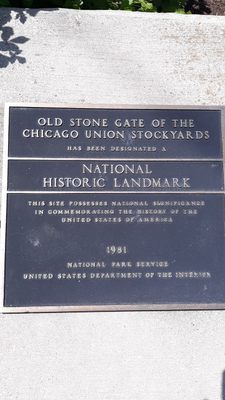 OLD STONE GATE OF THE
CHICAGO UNION STOCKYARDS
HAS BEEN DESIGNATED A
NATIONAL
HISTORIC LANDMARK
THIS SITE POSSESSES NATIONAL SIGNIFICANCE
IN COMMEMORATING THE HISTORY OF THE
UNITED STATES OF AMERICA
1981
NATIONAL PARK SERVICE
UNITED STATES DEPARTMENT OF THE INTERIOR